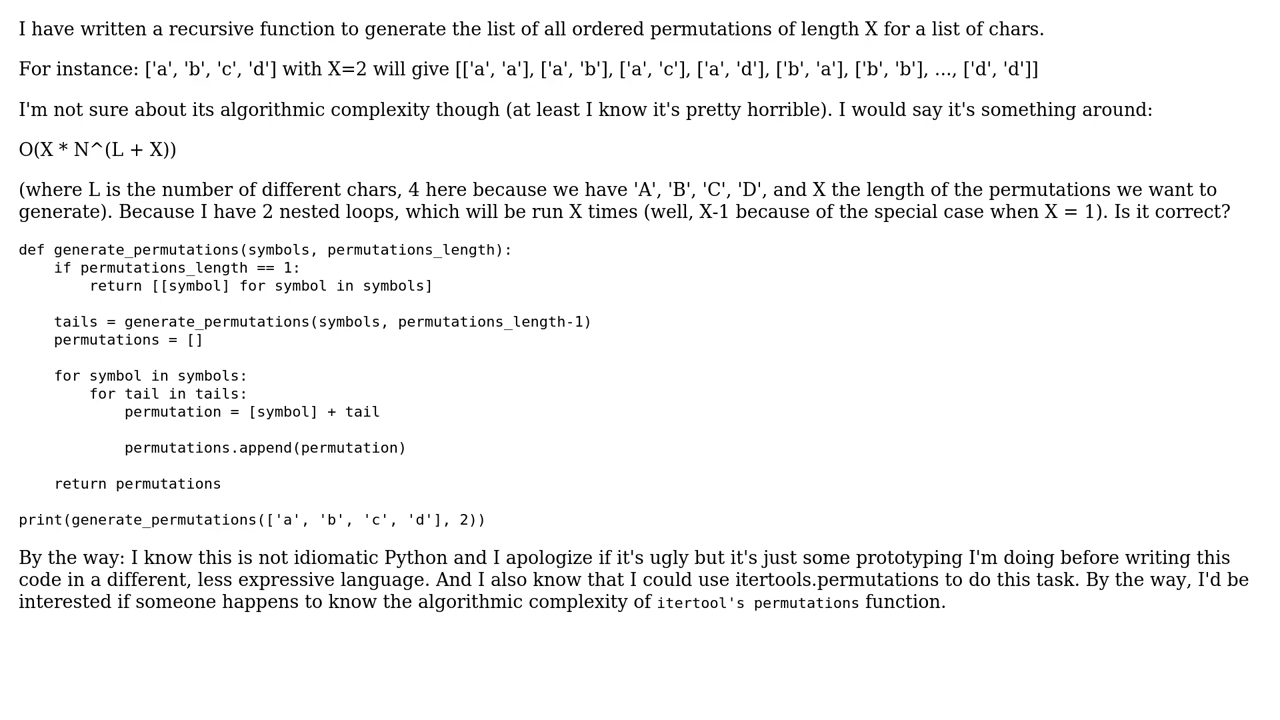 I have written a recursive function to generate the list of all ordered permutations of length X for a list of chars.
For instance: ['a', 'b', 'c', 'd'] with X=2 will give [['a', 'a'], ['a', 'b'], ['a', 'c'], ['a', 'd'], ['b', 'a'], ['b', 'b'], ..., ['d', 'd']]
I'm not sure about its algorithmic complexity though (at least I know it's pretty horrible). I would say it's something around:
O(X * N^(L + X))
(where L is the number of different chars, 4 here because we have 'A', 'B', 'C', 'D', and X the length of the permutations we want to
generate). Because I have 2 nested loops, which will be run X times (well, X-1 because of the special case when X = 1). Is it correct?
def generate_permutations(symbols, permutations_length):
    if permutations_length == 1:
        return [[symbol] for symbol in symbols]
    tails = generate_permutations(symbols, permutations_length-1)
    permutations = []
    for symbol in symbols:
        for tail in tails:
            permutation = [symbol] + tail
            permutations.append(permutation)
    return permutations
print(generate_permutations(['a', 'b', 'c', 'd'], 2))
By the way: I know this is not idiomatic Python and I apologize if it's ugly but it's just some prototyping I'm doing before writing this
code in a different, less expressive language. And I also know that I could use itertools.permutations to do this task. By the way, I'd be
interested if someone happens to know the algorithmic complexity of itertool's permutations function.